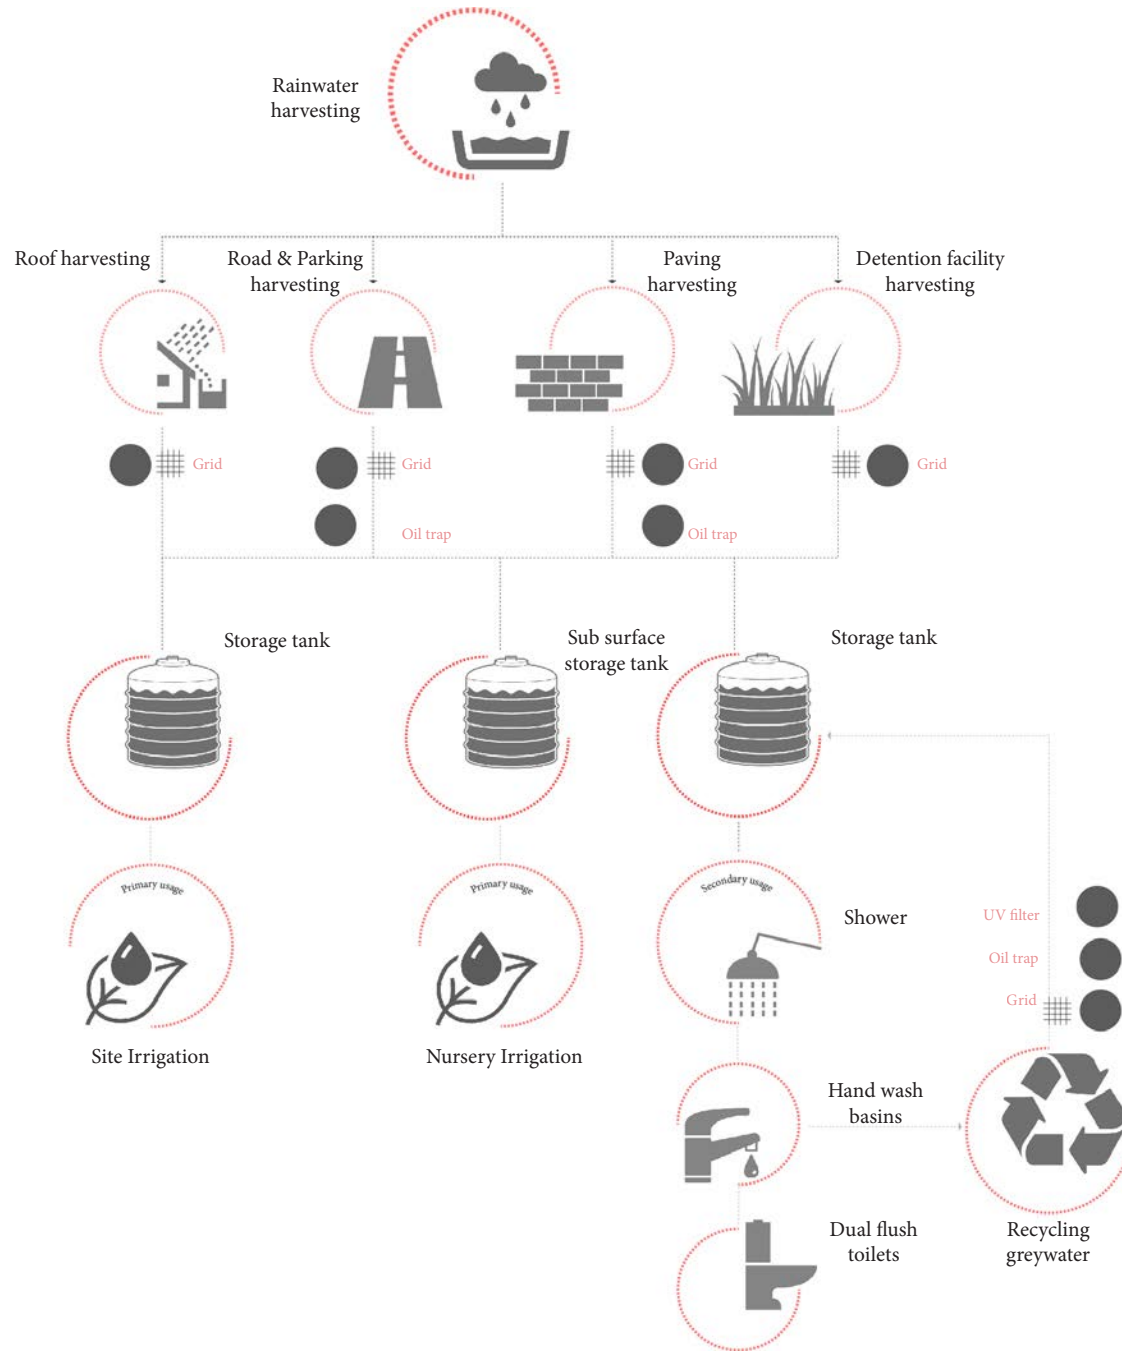 Rainwater
harvesting
Roof harvesting
Road & Parking
harvesting
Paving
harvesting
Detention facility
harvesting
Grid
Grid
Grid
Grid
Oil trap
Oil trap
Storage tank
Sub surface
storage tank
Storage tank
Primary usage
Primary usage
Secondary usage
Shower
UV filter
Oil trap
Grid
Site Irrigation
Nursery Irrigation
Hand wash
basins
Dual flush
toilets
Recycling
greywater